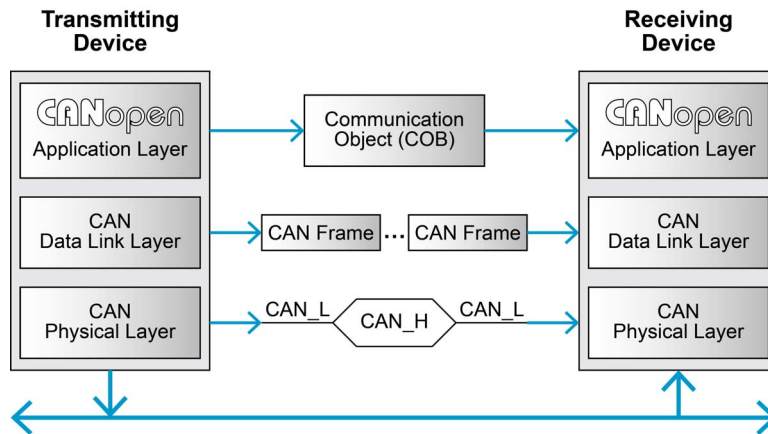 Transmitting
Device
Receiving
Device
CANopen
Application Layer
Communication
Object (COB)
CANopen
Application Layer
CAN
Data Link Layer
CAN Frame
...
CAN Frame
CAN
Data Link Layer
CAN
Physical Layer
CAN_L
CAN_H
CAN_L
CAN
Physical Layer